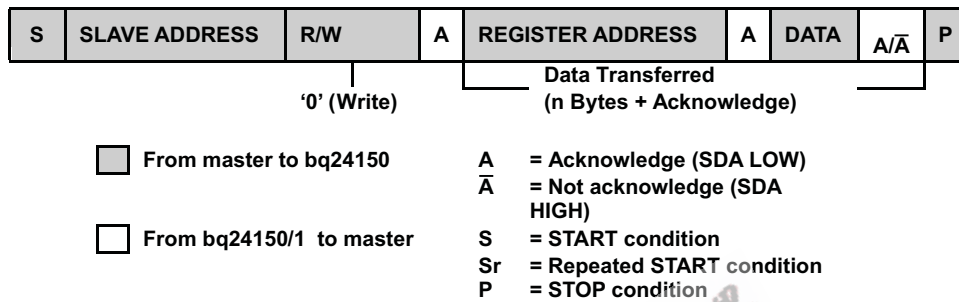 S SLAVE ADDRESS R/W A REGISTER ADDRESS A DATA A/A̅ P
'0' (Write)
Data Transferred
(n Bytes + Acknowledge)
From master to bq24150
From bq24150/1 to master
A = Acknowledge (SDA LOW)
A̅ = Not acknowledge (SDA
HIGH)
S = START condition
Sr = Repeated START condition
P = STOP condition